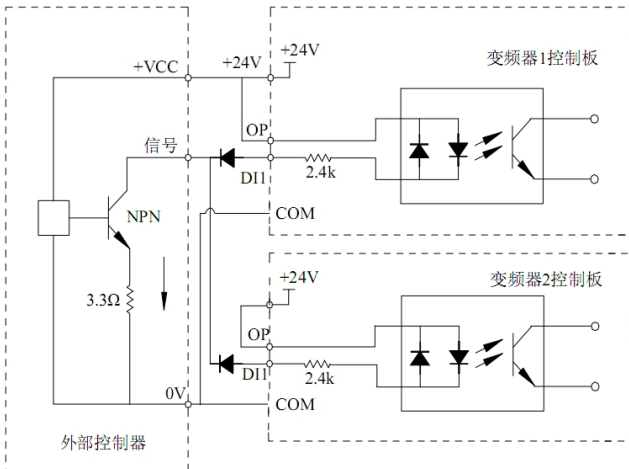 +24V
变频器1控制板
+VCC
+24V
OP
信号
DI1
2.4k
NPN
COM
+24V
变频器2控制板
3.3Ω
OP
DI1
2.4k
0V
COM
外部控制器